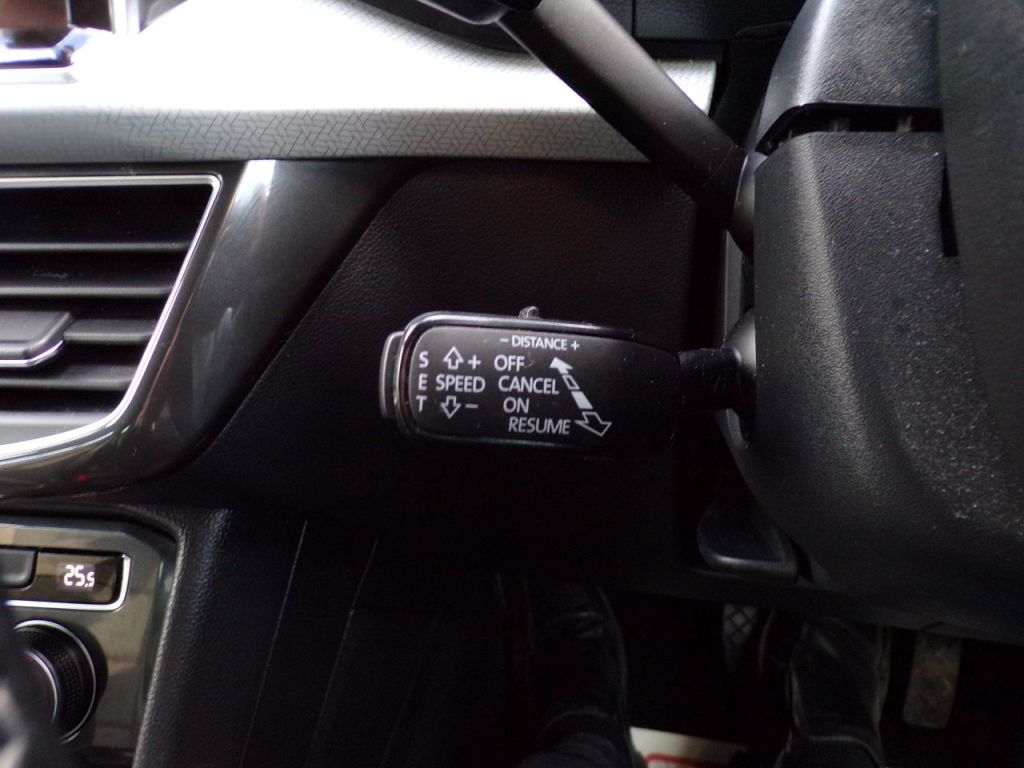 - DISTANCE +
S + OFF
E SPEED CANCEL
T - ON
RESUME
25.5